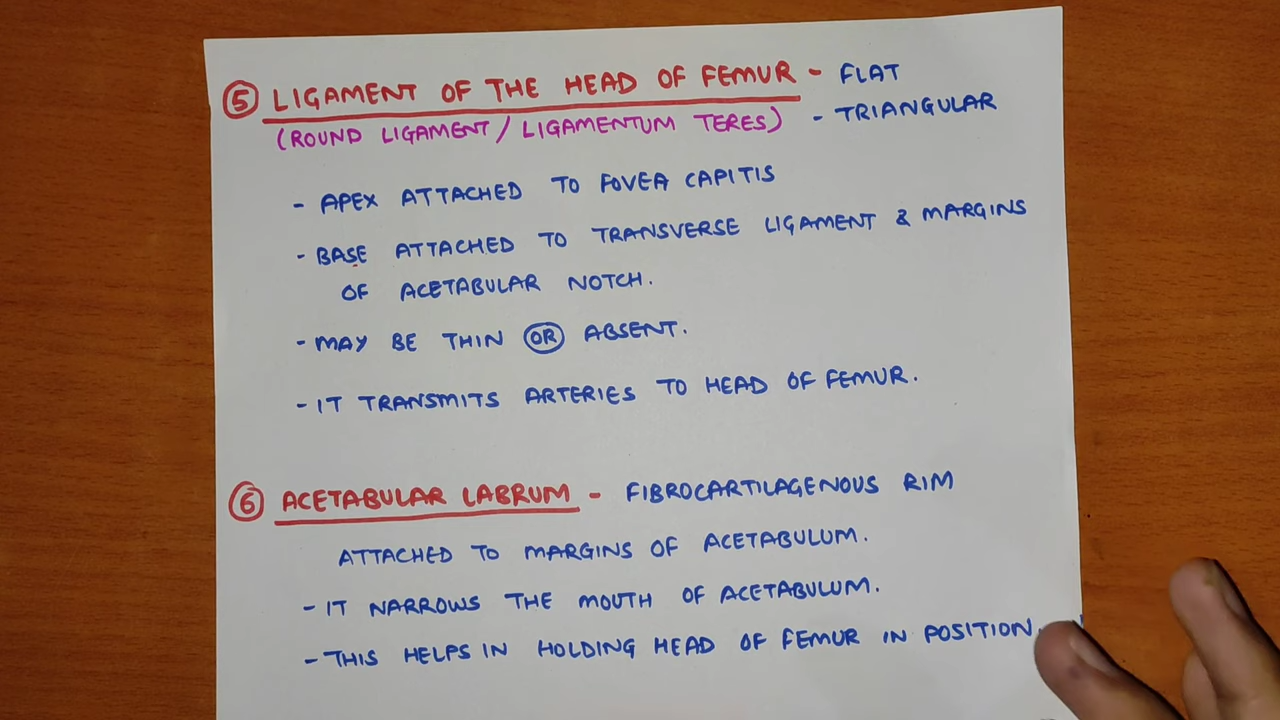 ⑤ LIGAMENT OF THE HEAD OF FEMUR - FLAT
(ROUND LIGAMENT / LIGAMENTUM TERES) - TRIANGULAR
- APEX ATTACHED TO FOVEA CAPITIS
- BASE ATTACHED TO TRANSVERSE LIGAMENT & MARGINS
OF ACETABULAR NOTCH.
- MAY BE THIN OR ABSENT.
- IT TRANSMITS ARTERIES TO HEAD OF FEMUR.
⑥ ACETABULAR LABRUM - FIBROCARTILAGENOUS RIM
ATTACHED TO MARGINS OF ACETABULUM.
- IT NARROWS THE MOUTH OF ACETABULUM.
- THIS HELPS IN HOLDING HEAD OF FEMUR IN POSITION.